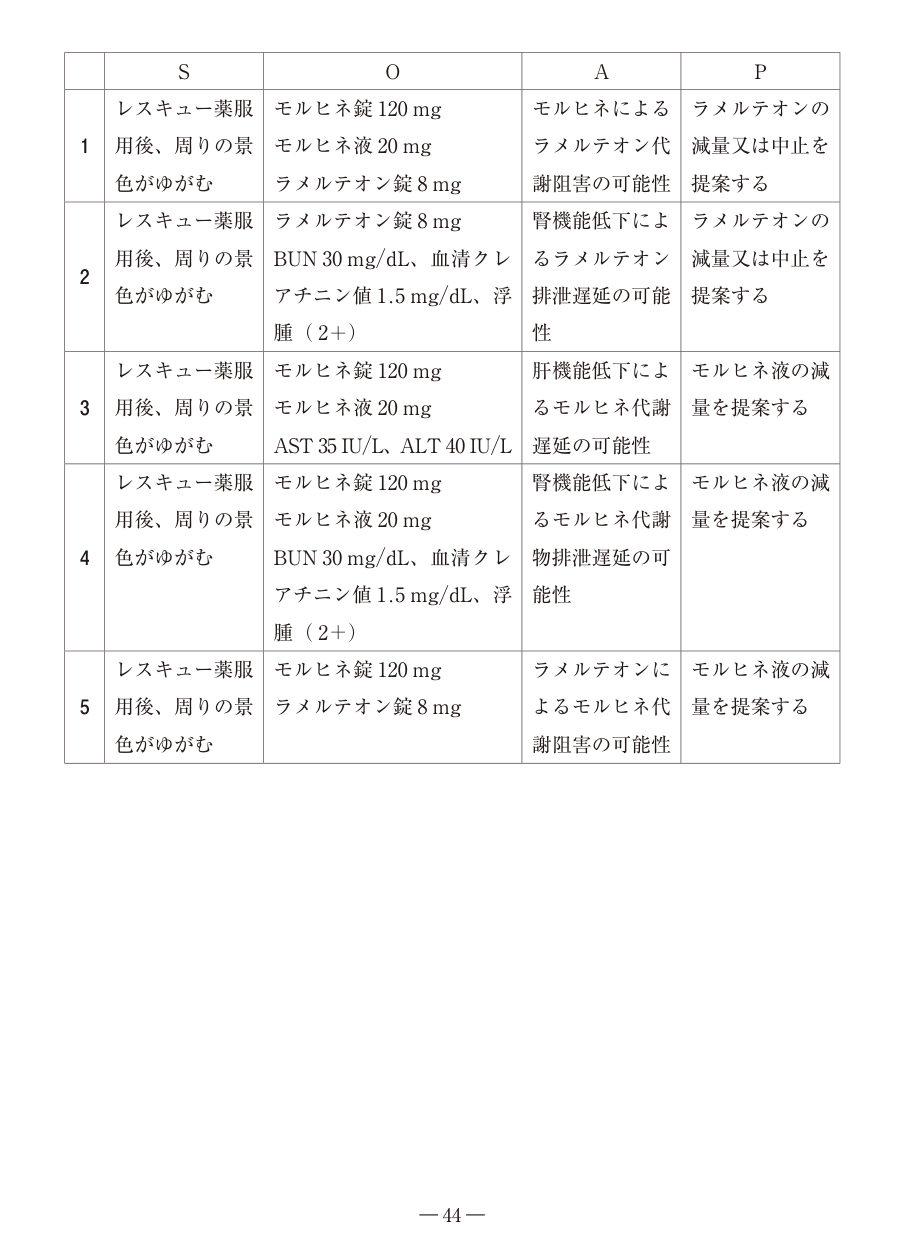 S O A P
1
レスキュー薬服
用後、周りの景
色がゆがむ
モルヒネ錠 120 mg
モルヒネ液 20 mg
ラメルテオン錠 8 mg
モルヒネによる
ラメルテオン代
謝阻害の可能性
ラメルテオンの
減量又は中止を
提案する
2
レスキュー薬服
用後、周りの景
色がゆがむ
ラメルテオン錠 8 mg
BUN 30 mg/dL、血清クレ
アチニン値 1.5 mg/dL、浮
腫（2+）
腎機能低下によ
るラメルテオン
排泄遅延の可能
性
ラメルテオンの
減量又は中止を
提案する
3
レスキュー薬服
用後、周りの景
色がゆがむ
モルヒネ錠 120 mg
モルヒネ液 20 mg
AST 35 IU/L、ALT 40 IU/L
肝機能低下によ
るモルヒネ代謝
遅延の可能性
モルヒネ液の減
量を提案する
4
レスキュー薬服
用後、周りの景
色がゆがむ
モルヒネ錠 120 mg
モルヒネ液 20 mg
BUN 30 mg/dL、血清クレ
アチニン値 1.5 mg/dL、浮
腫（2+）
腎機能低下によ
るモルヒネ代謝
物排泄遅延の可
能性
モルヒネ液の減
量を提案する
5
レスキュー薬服
用後、周りの景
色がゆがむ
モルヒネ錠 120 mg
ラメルテオン錠 8 mg
ラメルテオンに
よるモルヒネ代
謝阻害の可能性
モルヒネ液の減
量を提案する
— 44 —